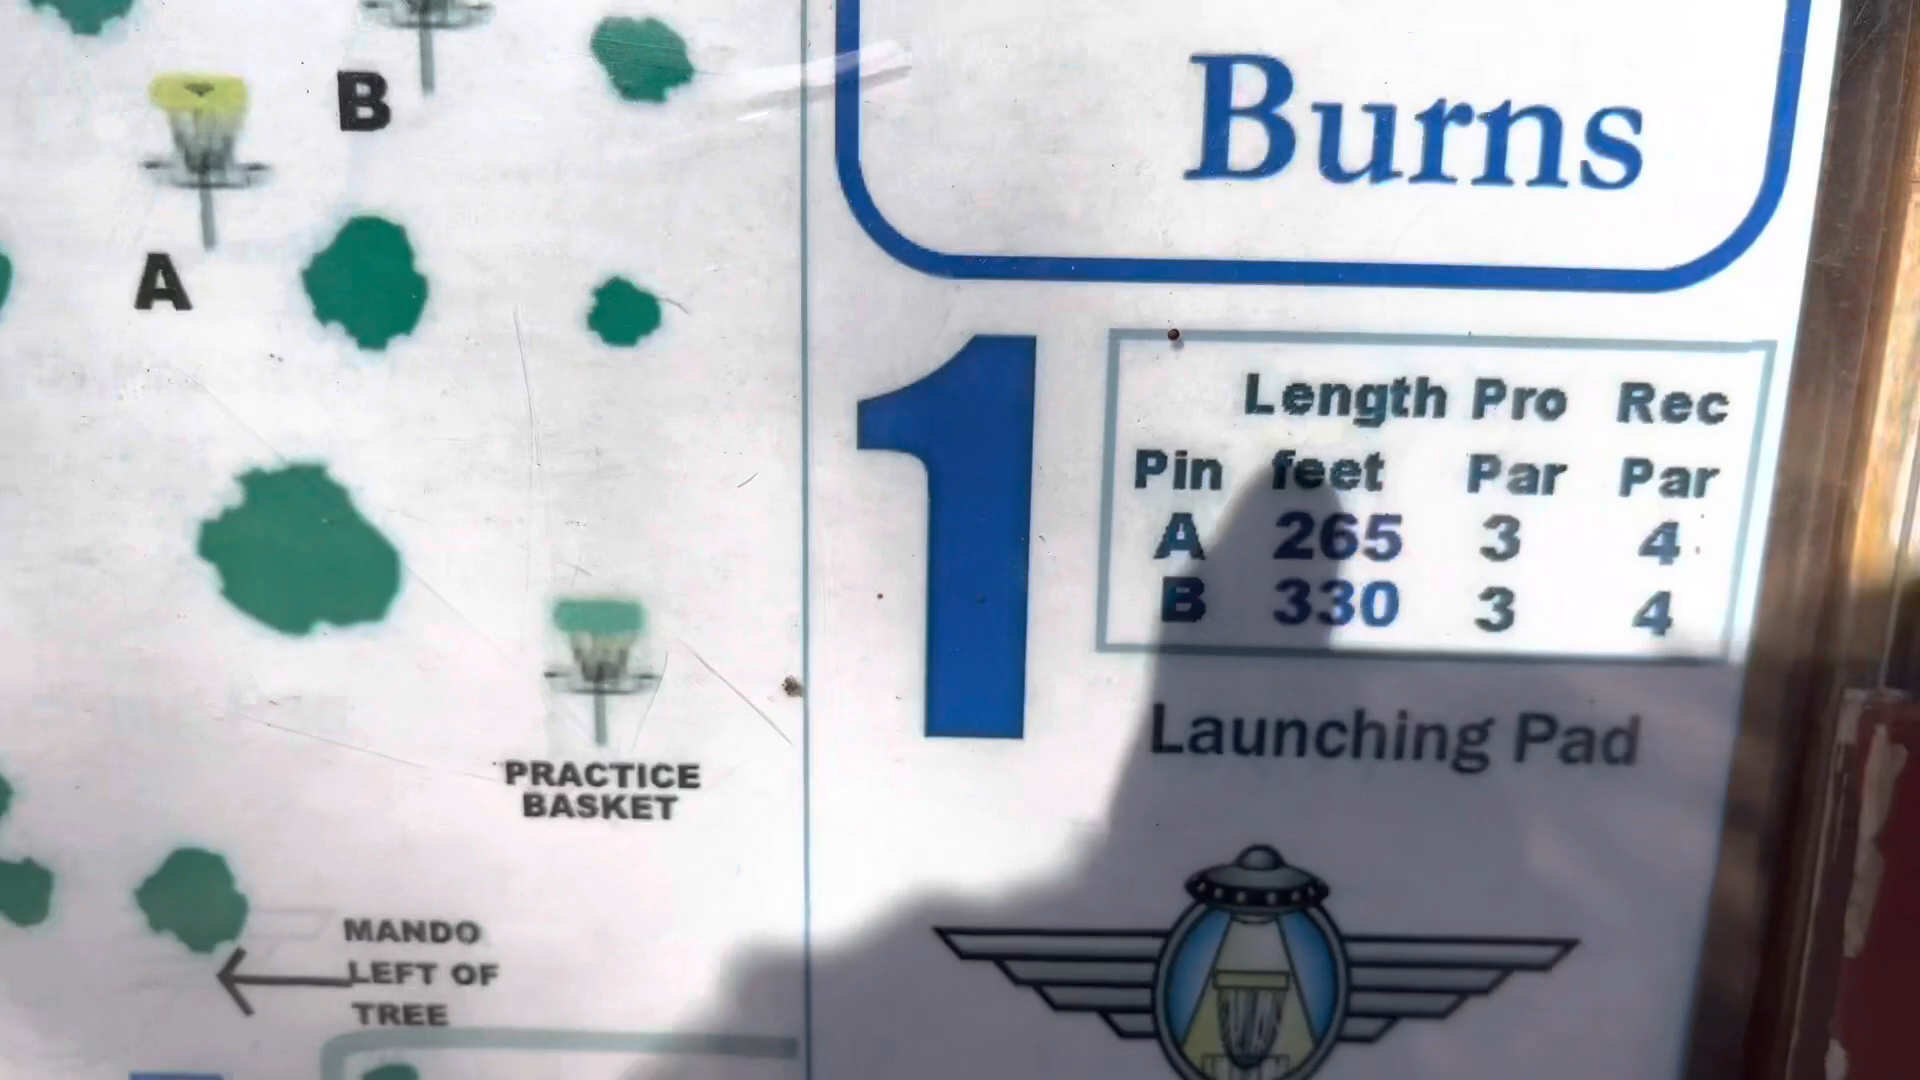 B
A
PRACTICE
BASKET
MANDO
LEFT OF
TREE
Burns
1
Length Pro Rec
Pin feet Par Par
A 265 3 4
B 330 3 4
Launching Pad